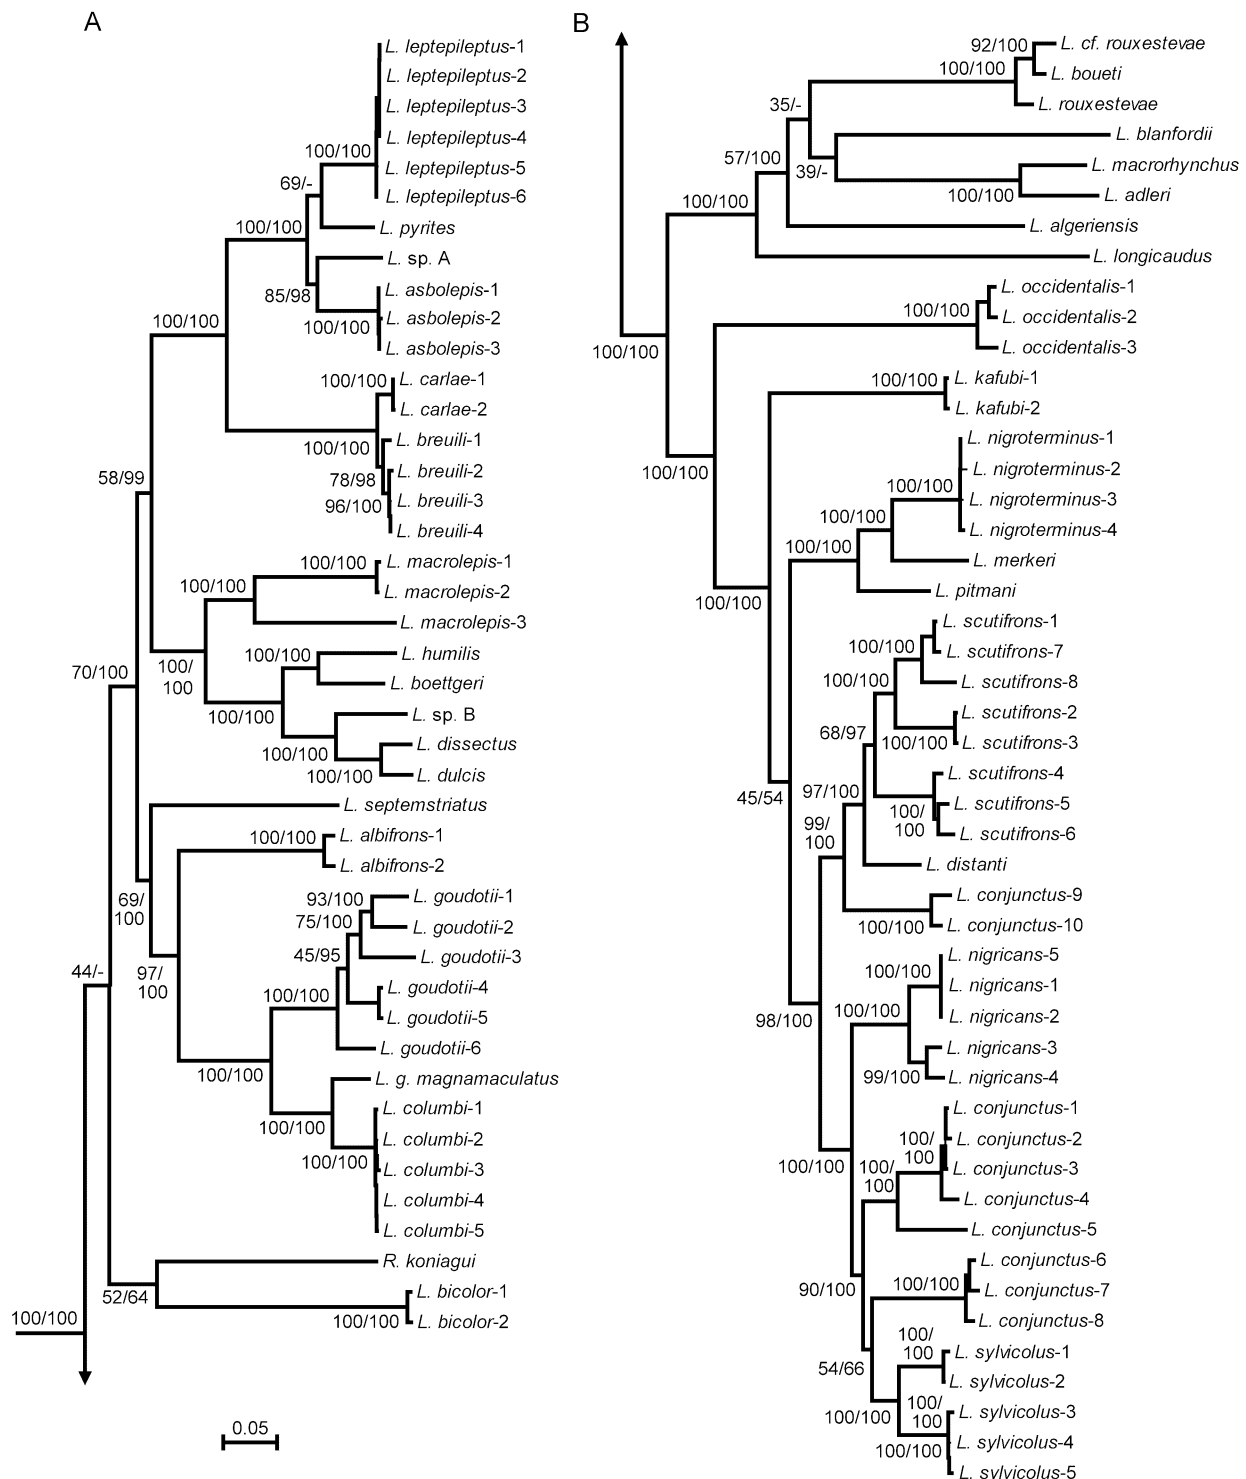 A
L. leptepileptus-1
L. leptepileptus-2
L. leptepileptus-3
L. leptepileptus-4
100/100
L. leptepileptus-5
69/-
L. leptepileptus-6
100/100
L. pyrites
L. sp. A
85/98
L. asbolepis-1
100/100
L. asbolepis-2
100/100
L. asbolepis-3
100/100
L. carlae-1
L. carlae-2
100/100
L. breuili-1
78/98
L. breuili-2
58/99
96/100
L. breuili-3
L. breuili-4
100/100
L. macrolepis-1
100/100
L. macrolepis-2
L. macrolepis-3
100/100
L. humilis
100/
100
70/100
L. boettgeri
100/100
L. sp. B
100/100
L. dissectus
100/100
L. dulcis
L. septemstriatus
100/100
L. albifrons-1
L. albifrons-2
69/
100
93/100
L. goudotii-1
75/100
L. goudotii-2
45/95
L. goudotii-3
44/-
97/
100
100/100
L. goudotii-4
L. goudotii-5
L. goudotii-6
100/100
L. g. magnamaculatus
L. columbi-1
100/100
L. columbi-2
100/100
L. columbi-3
L. columbi-4
L. columbi-5
R. koniagui
52/64
L. bicolor-1
100/100
100/100
L. bicolor-2
0.05
B
92/100
L. cf. rouxestevae
100/100
L. boueti
35/-
L. rouxestevae
L. blanfordii
57/100
39/-
L. macrorhynchus
100/100
L. adleri
100/100
L. algeriensis
L. longicaudus
L. occidentalis-1
100/100
L. occidentalis-2
100/100
L. occidentalis-3
100/100
L. kafubi-1
L. kafubi-2
L. nigroterminus-1
100/100
L. nigroterminus-2
100/100
L. nigroterminus-3
100/100
L. nigroterminus-4
100/100
L. merkeri
100/100
L. pitmani
L. scutifrons-1
100/100
L. scutifrons-7
100/100
L. scutifrons-8
L. scutifrons-2
68/97
100/100
L. scutifrons-3
L. scutifrons-4
45/54
97/100
100/
100
L. scutifrons-5
99/
100
L. scutifrons-6
L. distanti
L. conjunctus-9
100/100
L. conjunctus-10
L. nigricans-5
100/100
L. nigricans-1
98/100
100/100
L. nigricans-2
L. nigricans-3
99/100
L. nigricans-4
L. conjunctus-1
100/
100
L. conjunctus-2
100/100
100/
100
L. conjunctus-3
L. conjunctus-4
L. conjunctus-5
L. conjunctus-6
90/100
100/100
L. conjunctus-7
L. conjunctus-8
100/
100
L. sylvicolus-1
54/66
L. sylvicolus-2
100/
100
L. sylvicolus-3
100/100
L. sylvicolus-4
100/100
L. sylvicolus-5